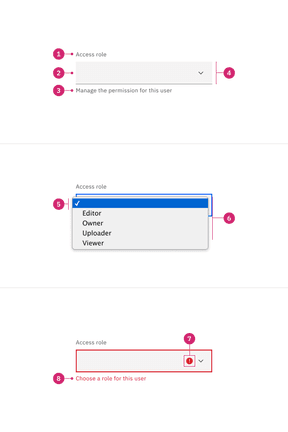 1 Access role
2
4
3 Manage the permission for this user
Access role
5
Editor
Owner
6
Uploader
Viewer
7
Access role
8 Choose a role for this user